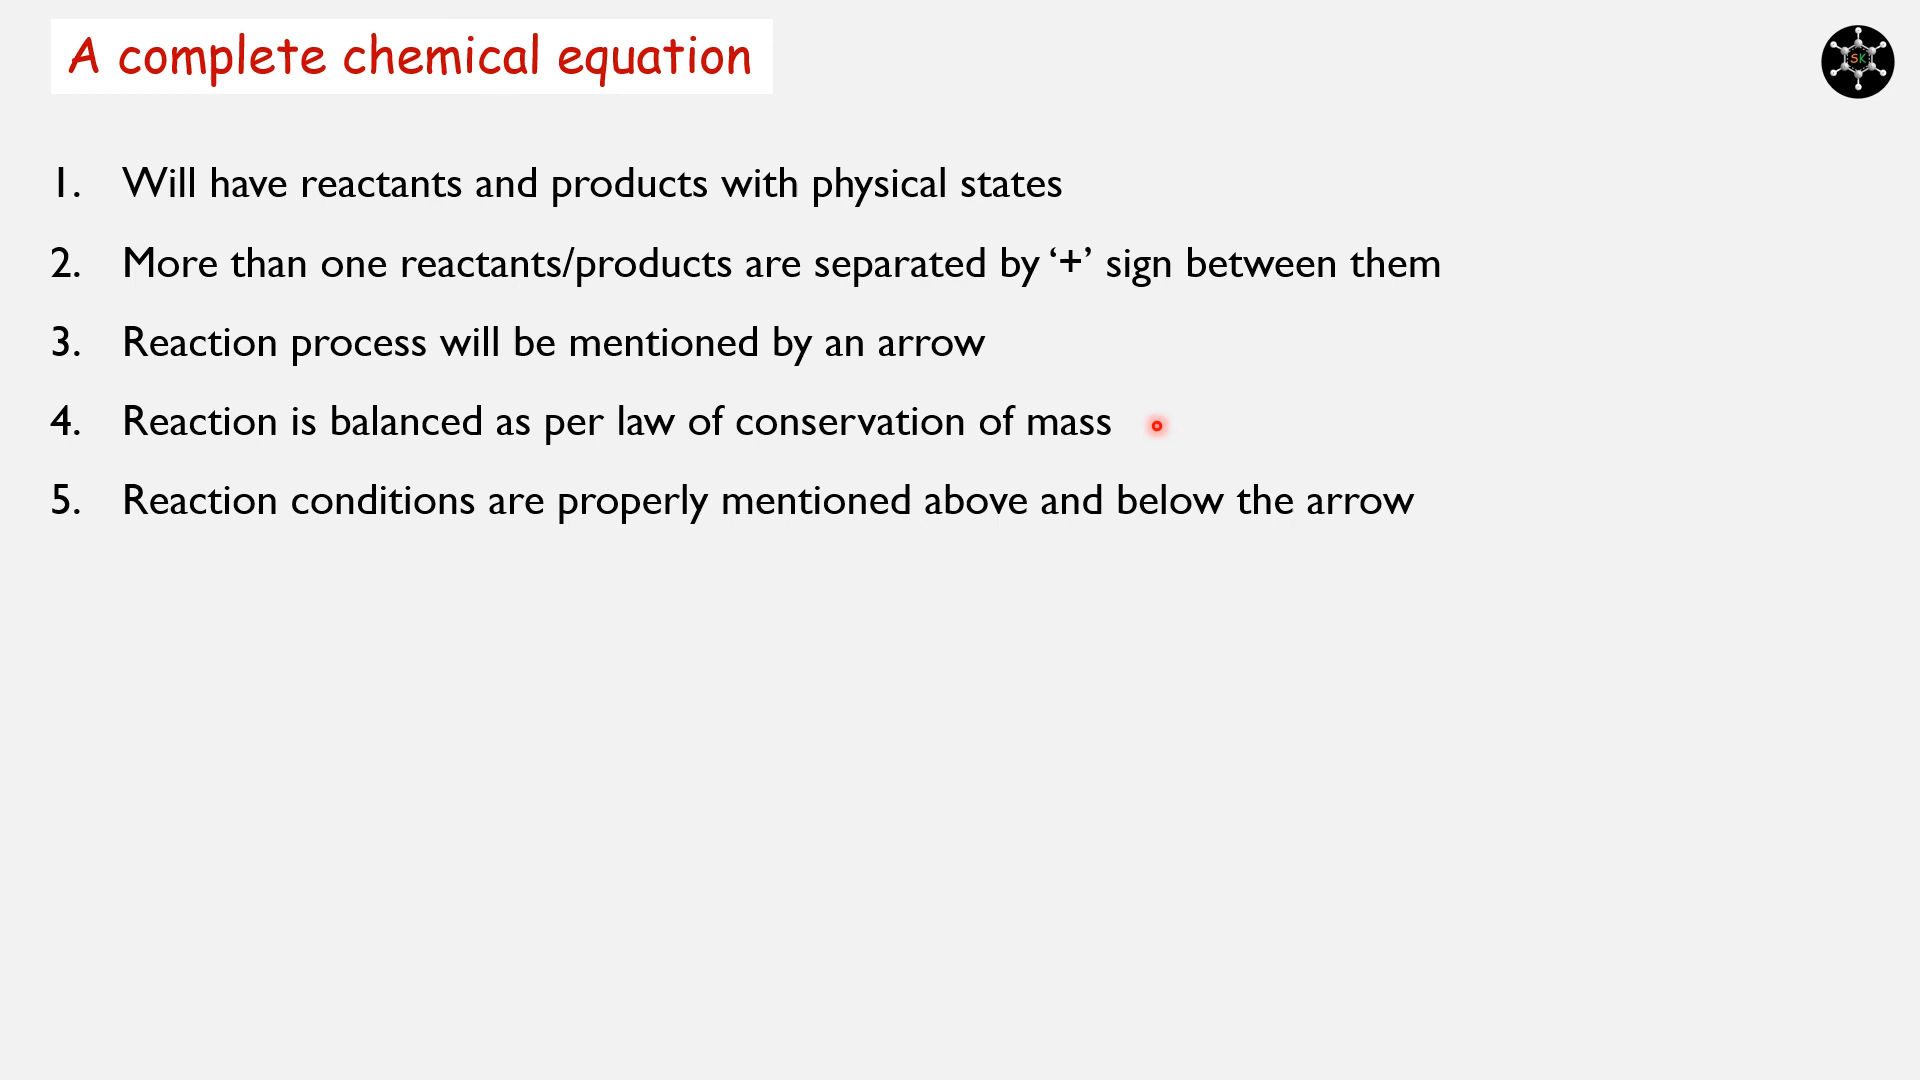 A complete chemical equation
SK
1. Will have reactants and products with physical states
2. More than one reactants/products are separated by ‘+’ sign between them
3. Reaction process will be mentioned by an arrow
4. Reaction is balanced as per law of conservation of mass
5. Reaction conditions are properly mentioned above and below the arrow